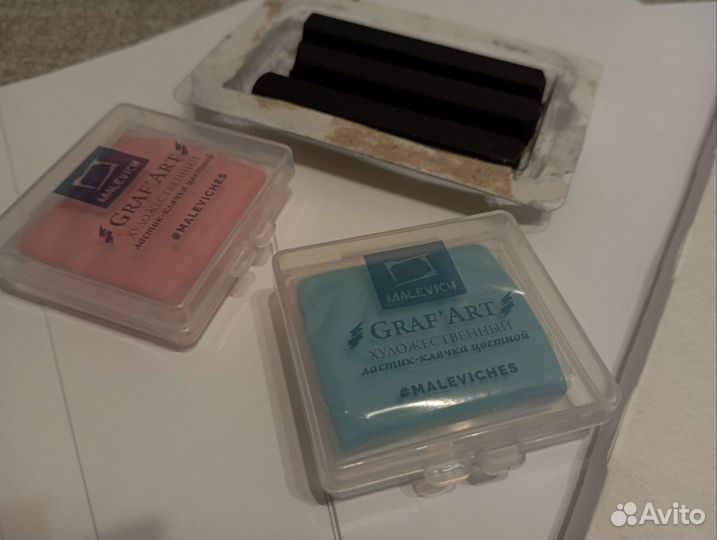 MALEVICH
GRAF'ART
ХУДОЖЕСТВЕННЫЙ
ластик-клячка цветной
#MALEVICHES
MALEVICH
GRAF'ART
ХУДОЖЕСТВЕННЫЙ
ластик-клячка цветной
#MALEVICHES
Avito